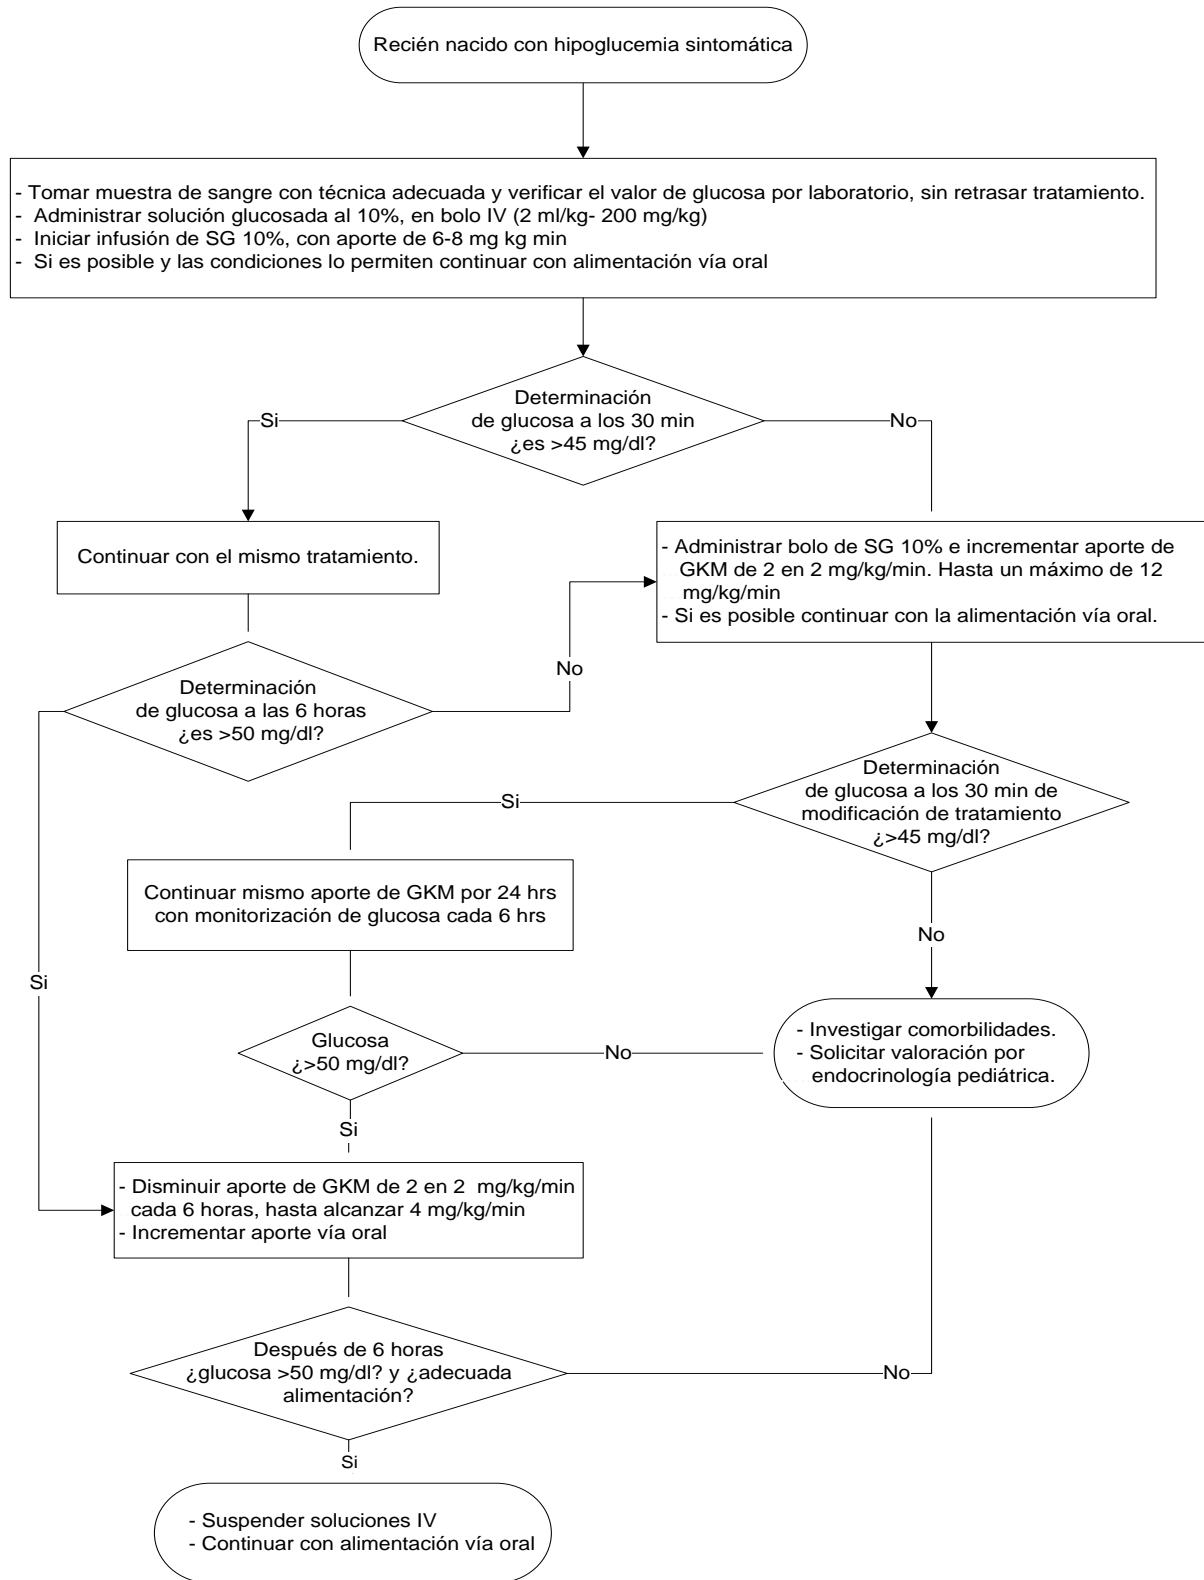 Recién nacido con hipoglucemia sintomática
- Tomar muestra de sangre con técnica adecuada y verificar el valor de glucosa por laboratorio, sin retrasar tratamiento.
- Administrar solución glucosada al 10%, en bolo IV (2 ml/kg- 200 mg/kg)
- Iniciar infusión de SG 10%, con aporte de 6-8 mg kg min
- Si es posible y las condiciones lo permiten continuar con alimentación vía oral
Determinación
de glucosa a los 30 min
¿es >45 mg/dl?
Si
No
Continuar con el mismo tratamiento.
- Administrar bolo de SG 10% e incrementar aporte de
GKM de 2 en 2 mg/kg/min. Hasta un máximo de 12
mg/kg/min
- Si es posible continuar con la alimentación vía oral.
No
Determinación
de glucosa a las 6 horas
¿es >50 mg/dl?
Determinación
de glucosa a los 30 min de
modificación de tratamiento
¿>45 mg/dl?
Si
Continuar mismo aporte de GKM por 24 hrs
con monitorización de glucosa cada 6 hrs
No
Si
Glucosa
¿>50 mg/dl?
No
- Investigar comorbilidades.
- Solicitar valoración por
endocrinología pediátrica.
Si
- Disminuir aporte de GKM de 2 en 2 mg/kg/min
cada 6 horas, hasta alcanzar 4 mg/kg/min
- Incrementar aporte vía oral
Después de 6 horas
¿glucosa >50 mg/dl? y ¿adecuada
alimentación?
No
Si
- Suspender soluciones IV
- Continuar con alimentación vía oral